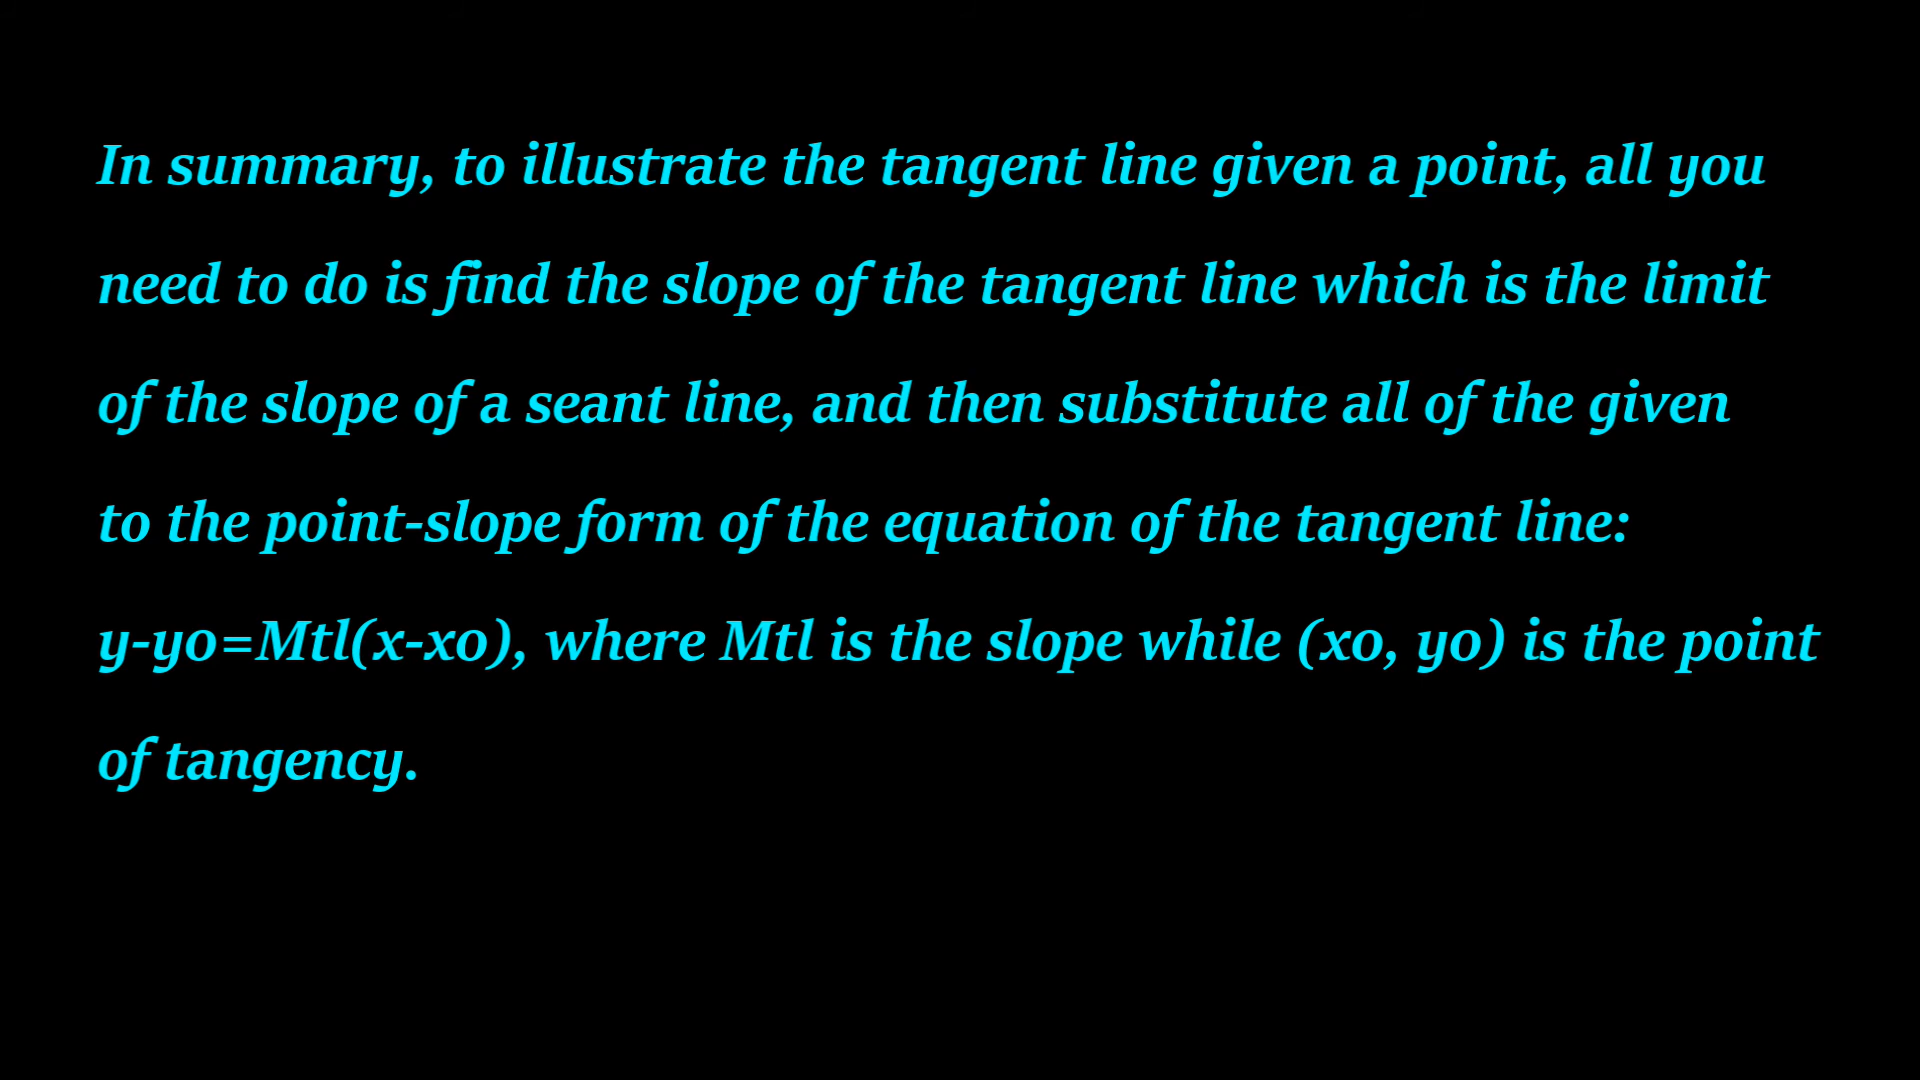 In summary, to illustrate the tangent line given a point, all you
need to do is find the slope of the tangent line which is the limit
of the slope of a seant line, and then substitute all of the given
to the point-slope form of the equation of the tangent line:
y-yo=Mtl(x-xo), where Mtl is the slope while (xo, yo) is the point
of tangency.